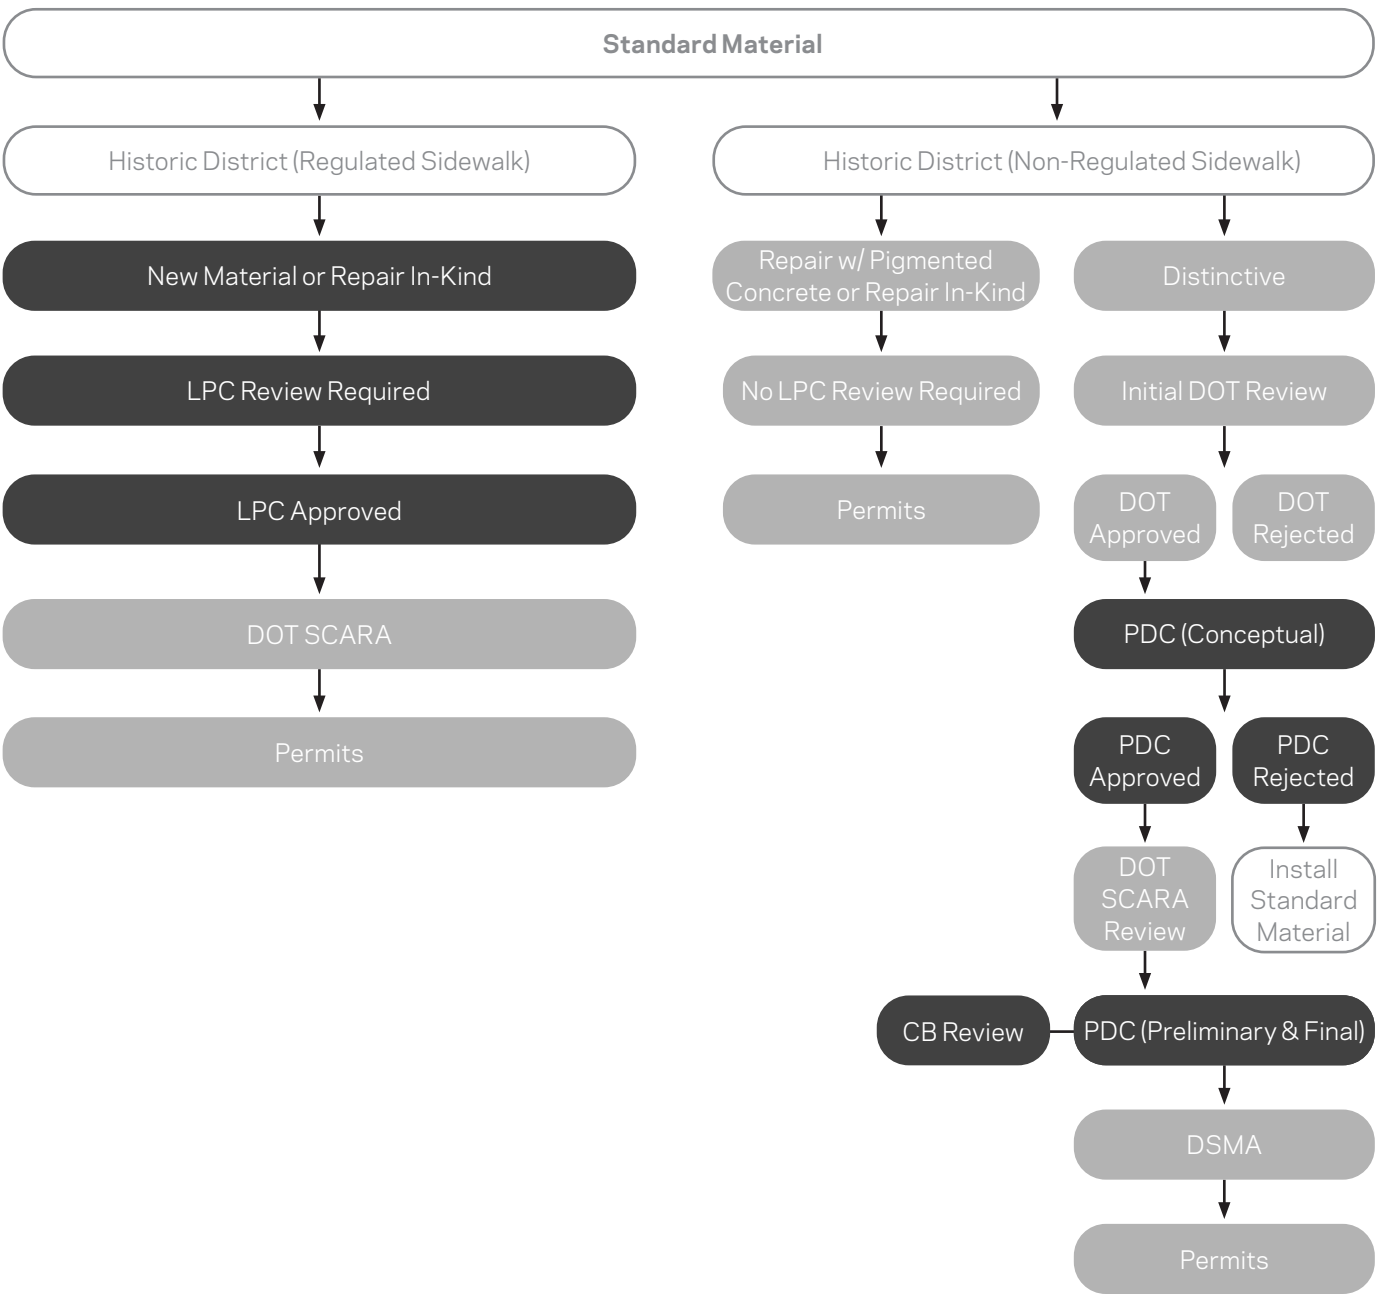 Standard Material
Historic District (Regulated Sidewalk)
New Material or Repair In-Kind
LPC Review Required
LPC Approved
DOT SCARA
Permits
Historic District (Non-Regulated Sidewalk)
Repair w/ Pigmented
Concrete or Repair In-Kind
No LPC Review Required
Permits
Distinctive
Initial DOT Review
DOT
Approved
DOT
Rejected
PDC (Conceptual)
PDC
Approved
PDC
Rejected
DOT
SCARA
Review
Install
Standard
Material
CB Review
PDC (Preliminary & Final)
DSMA
Permits